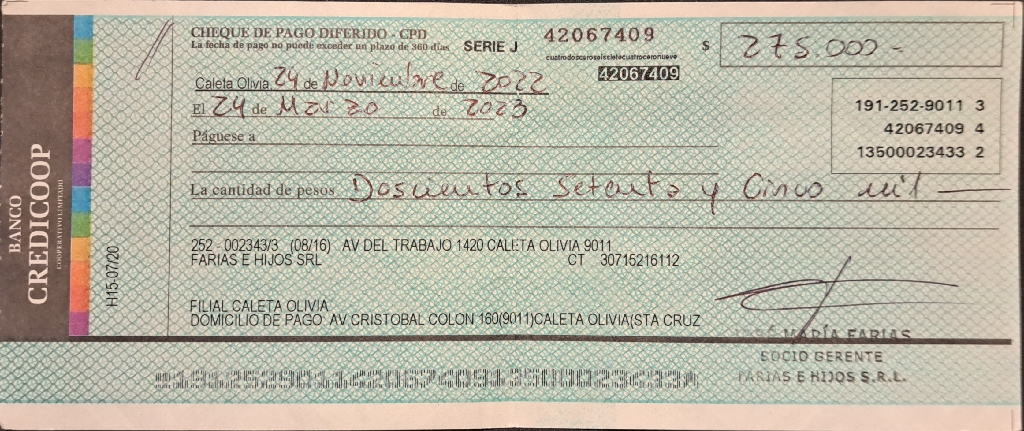 BANCO
CREDICOOP
COOPERATIVO LIMITADO
H15-07/20
CHEQUE DE PAGO DIFERIDO - CPD
La fecha de pago no puede exceder un plazo de 360 días
SERIE J
42067409
cuatrodosceroseissietecuatroceronueve
42067409
$ 275.000-
Caleta Olivia, 24 de Noviembre de 2022
El 24 de Marzo de 2023
191-252-9011 3
42067409 4
13500023433 2
Páguese a
La cantidad de pesos Doscientos Setenta y Cinco mil
252 - 002343/3 (08/16) AV DEL TRABAJO 1420 CALETA OLIVIA 9011
FARIAS E HIJOS SRL CT 30715216112
FILIAL CALETA OLIVIA
DOMICILIO DE PAGO: AV.CRISTOBAL COLON 160(9011)CALETA OLIVIA(STA CRUZ
JOSÉ MARÍA FARIAS
SOCIO GERENTE
FARIAS E HIJOS S.R.L.